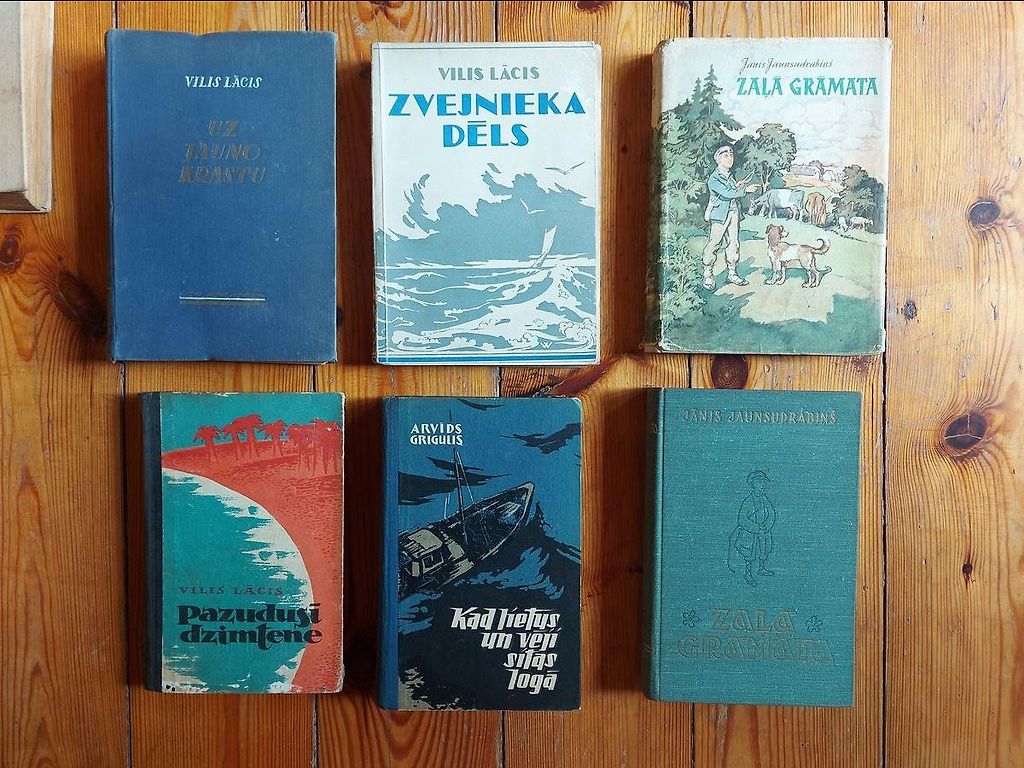 VILIS LĀCIS
UZ
JAUNO
KRASTU
VILIS LĀCIS
ZVEJNIEKA
DĒLS
Jānis Jaunsudrabiņš
ZAĻĀ GRĀMATA
VILIS LĀCIS
Pazudusī
dzimtene
ARVĪDS
GRIGULIS
Kad lietus
un vēji
sitas
logā
JĀNIS JAUNSUDRABIŅŠ
ZAĻĀ
GRĀMATA